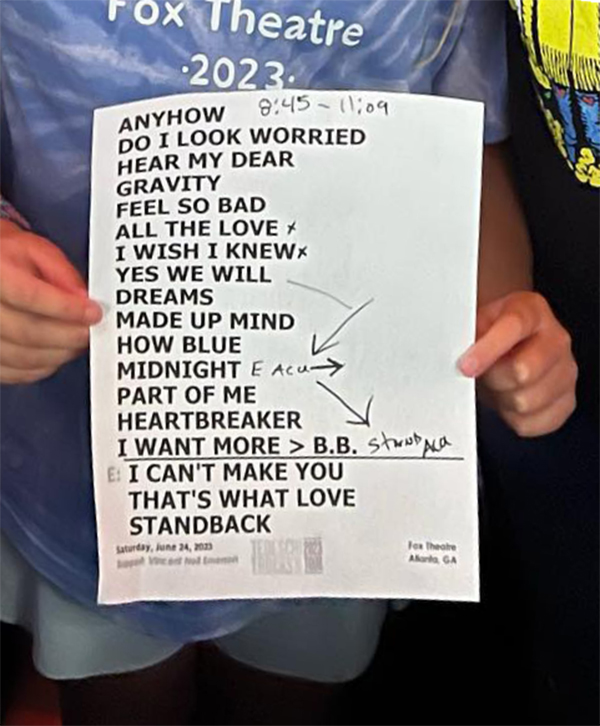 Fox Theatre
·2023·
ANYHOW 8:45 - 11:09
DO I LOOK WORRIED
HEAR MY DEAR
GRAVITY
FEEL SO BAD
ALL THE LOVE x
I WISH I KNEW x
YES WE WILL
DREAMS
MADE UP MIND
HOW BLUE
MIDNIGHT E Acu →
PART OF ME
HEARTBREAKER
I WANT MORE > B.B. Stand
E: I CAN'T MAKE YOU
THAT'S WHAT LOVE
STANDBACK
Saturday, June 24, 2023 Fox Theatre
Support: Vincent Neil Emerson TEDESCHI TRUCKS 2023 Atlanta, GA